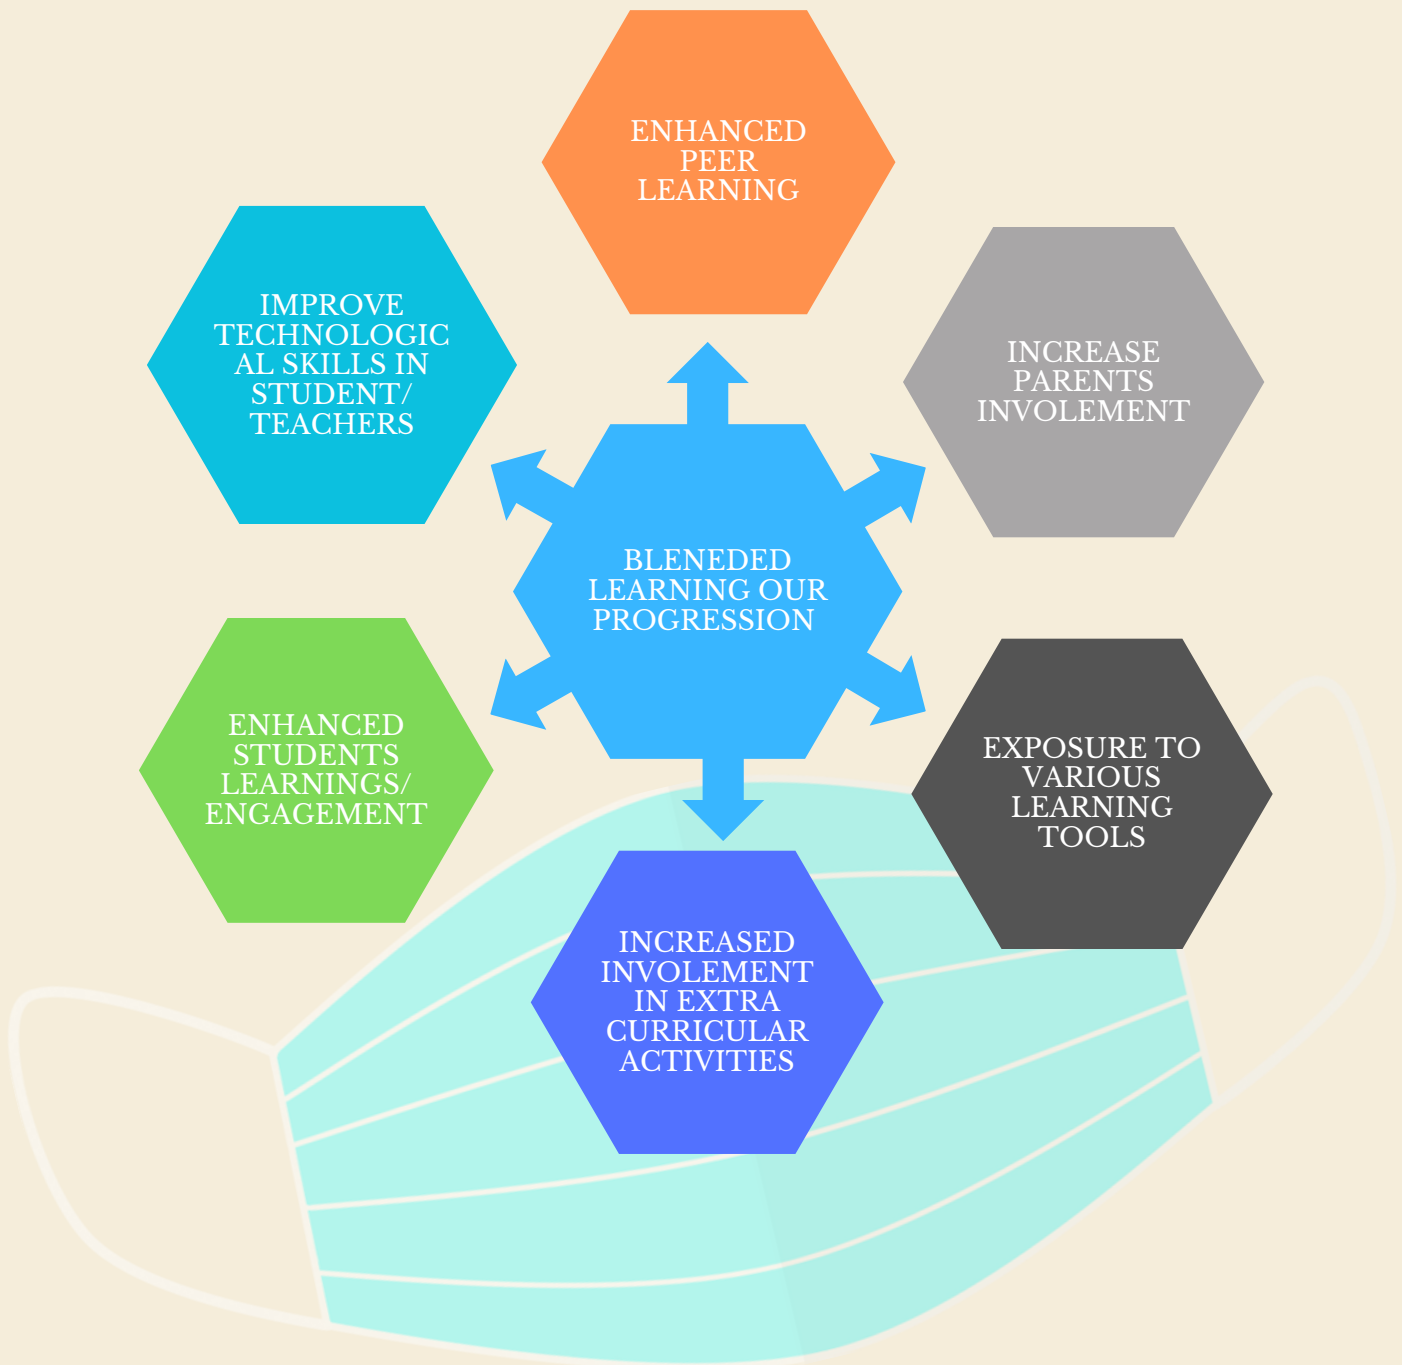 ENHANCED
PEER
LEARNING
IMPROVE
TECHNOLOGIC
AL SKILLS IN
STUDENT/
TEACHERS
INCREASE
PARENTS
INVOLEMENT
BLENEDED
LEARNING OUR
PROGRESSION
ENHANCED
STUDENTS
LEARNINGS/
ENGAGEMENT
EXPOSURE TO
VARIOUS
LEARNING
TOOLS
INCREASED
INVOLEMENT
IN EXTRA
CURRICULAR
ACTIVITIES